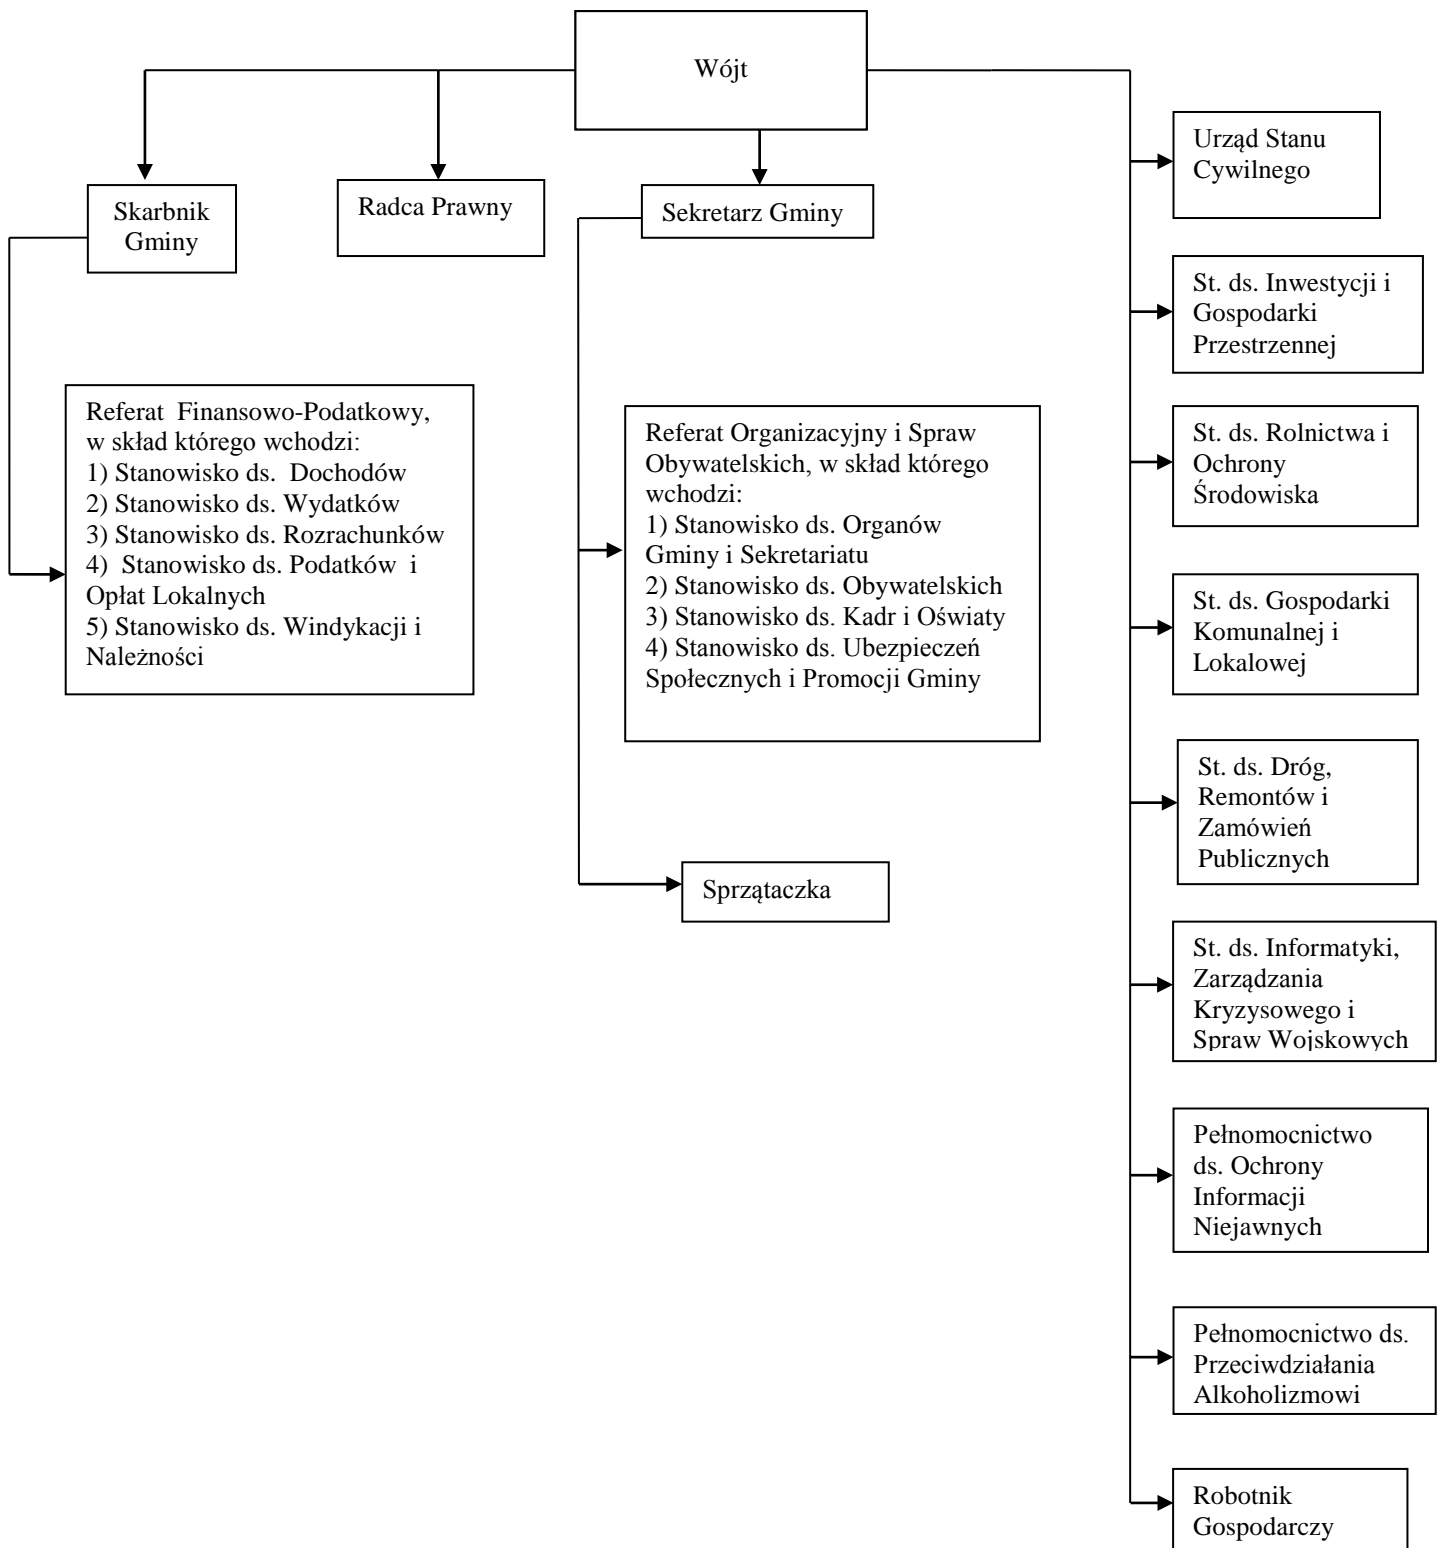 Wójt
Skarbnik
Gminy
Radca Prawny
Sekretarz Gminy
Referat  Finansowo-Podatkowy,
w skład którego wchodzi:
1) Stanowisko ds.  Dochodów
2) Stanowisko ds. Wydatków
3) Stanowisko ds. Rozrachunków
4)  Stanowisko ds. Podatków  i
Opłat Lokalnych
5) Stanowisko ds. Windykacji i
Należności
Referat Organizacyjny i Spraw
Obywatelskich, w skład którego
wchodzi:
1) Stanowisko ds. Organów
Gminy i Sekretariatu
2) Stanowisko ds. Obywatelskich
3) Stanowisko ds. Kadr i Oświaty
4) Stanowisko ds. Ubezpieczeń
Społecznych i Promocji Gminy
Sprzątaczka
Urząd Stanu
Cywilnego
St. ds. Inwestycji i
Gospodarki
Przestrzennej
St. ds. Rolnictwa i
Ochrony
Środowiska
St. ds. Gospodarki
Komunalnej i
Lokalowej
St. ds. Dróg,
Remontów i
Zamówień
Publicznych
St. ds. Informatyki,
Zarządzania
Kryzysowego i
Spraw Wojskowych
Pełnomocnictwo
ds. Ochrony
Informacji
Niejawnych
Pełnomocnictwo ds.
Przeciwdziałania
Alkoholizmowi
Robotnik
Gospodarczy